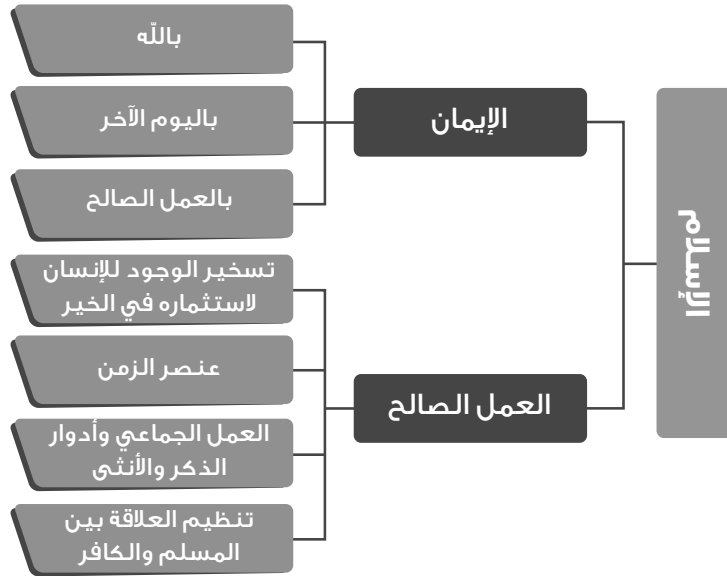 الإسلام
الإيمان
باللّه
باليوم الآخر
بالعمل الصالح
العمل الصالح
تسخير الوجود للإنسان
لاستثماره في الخير
عنصر الزمن
العمل الجماعي وأدوار
الذكر والأنثى
تنظيم العلاقة بين
المسلم والكافر